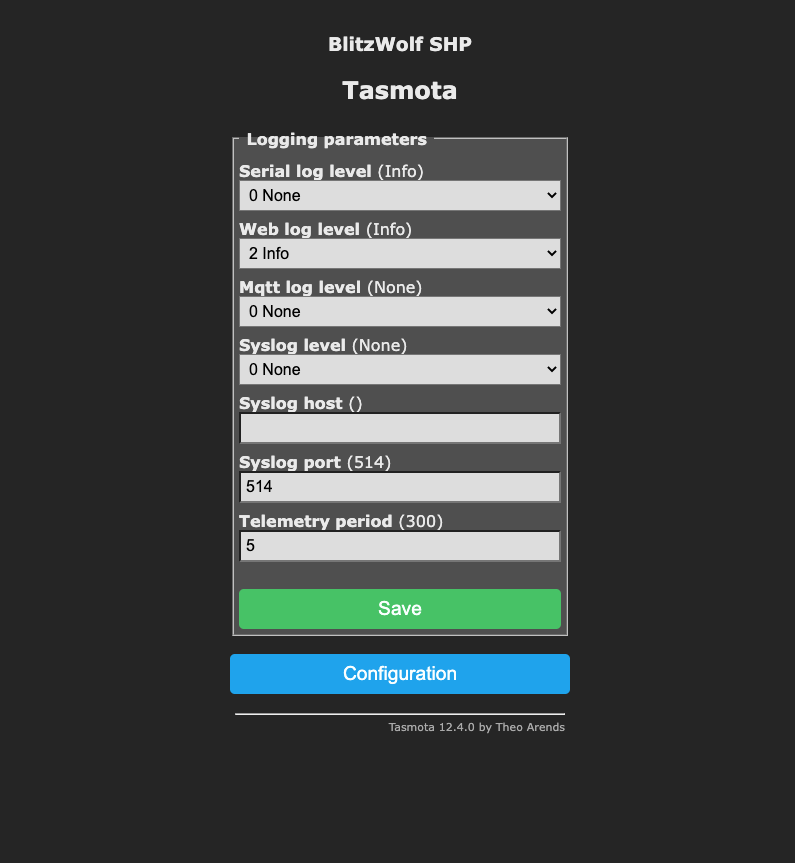 BlitzWolf SHP
Tasmota
Logging parameters
Serial log level (Info)
0 None
Web log level (Info)
2 Info
Mqtt log level (None)
0 None
Syslog level (None)
0 None
Syslog host ()
Syslog port (514)
514
Telemetry period (300)
5
Save
Configuration
Tasmota 12.4.0 by Theo Arends